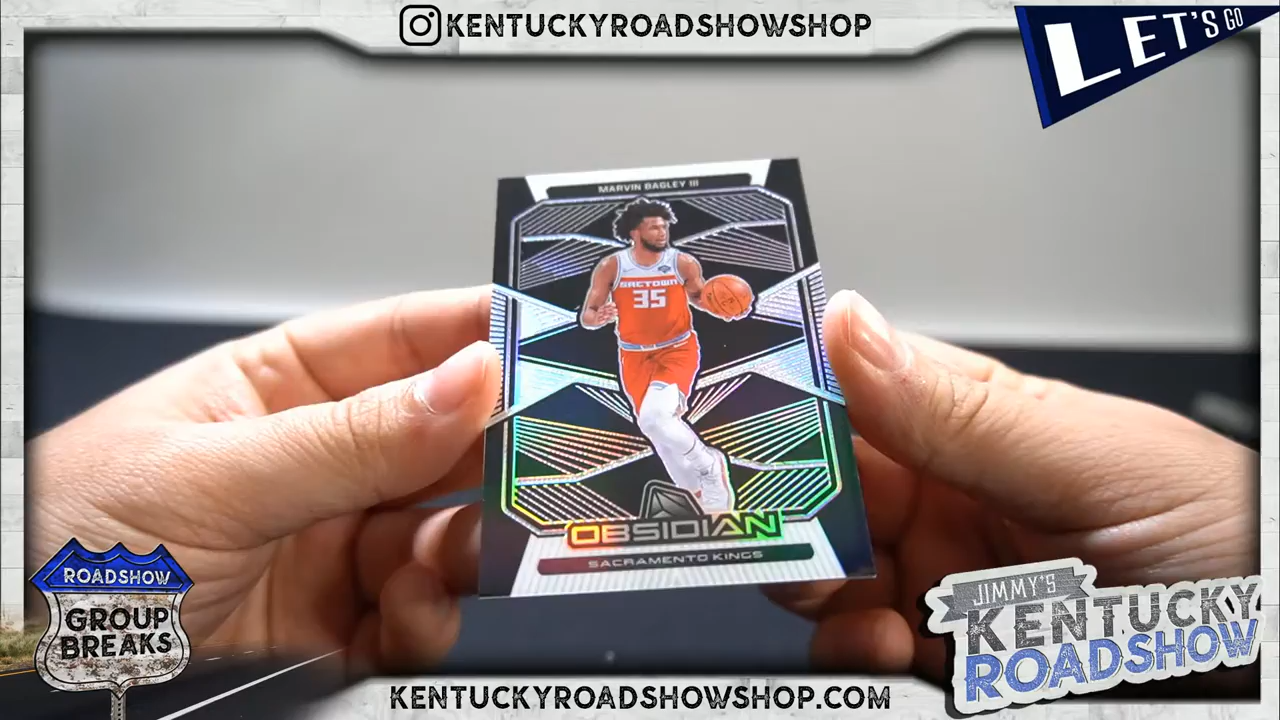 KENTUCKYROADSHOWSHOP
LET'S GO
MARVIN BAGLEY III
SACTOWN
35
OBSIDIAN
SACRAMENTO KINGS
ROADSHOW
GROUP
BREAKS
JIMMY'S
KENTUCKY
ROADSHOW
KENTUCKYROADSHOWSHOP.COM